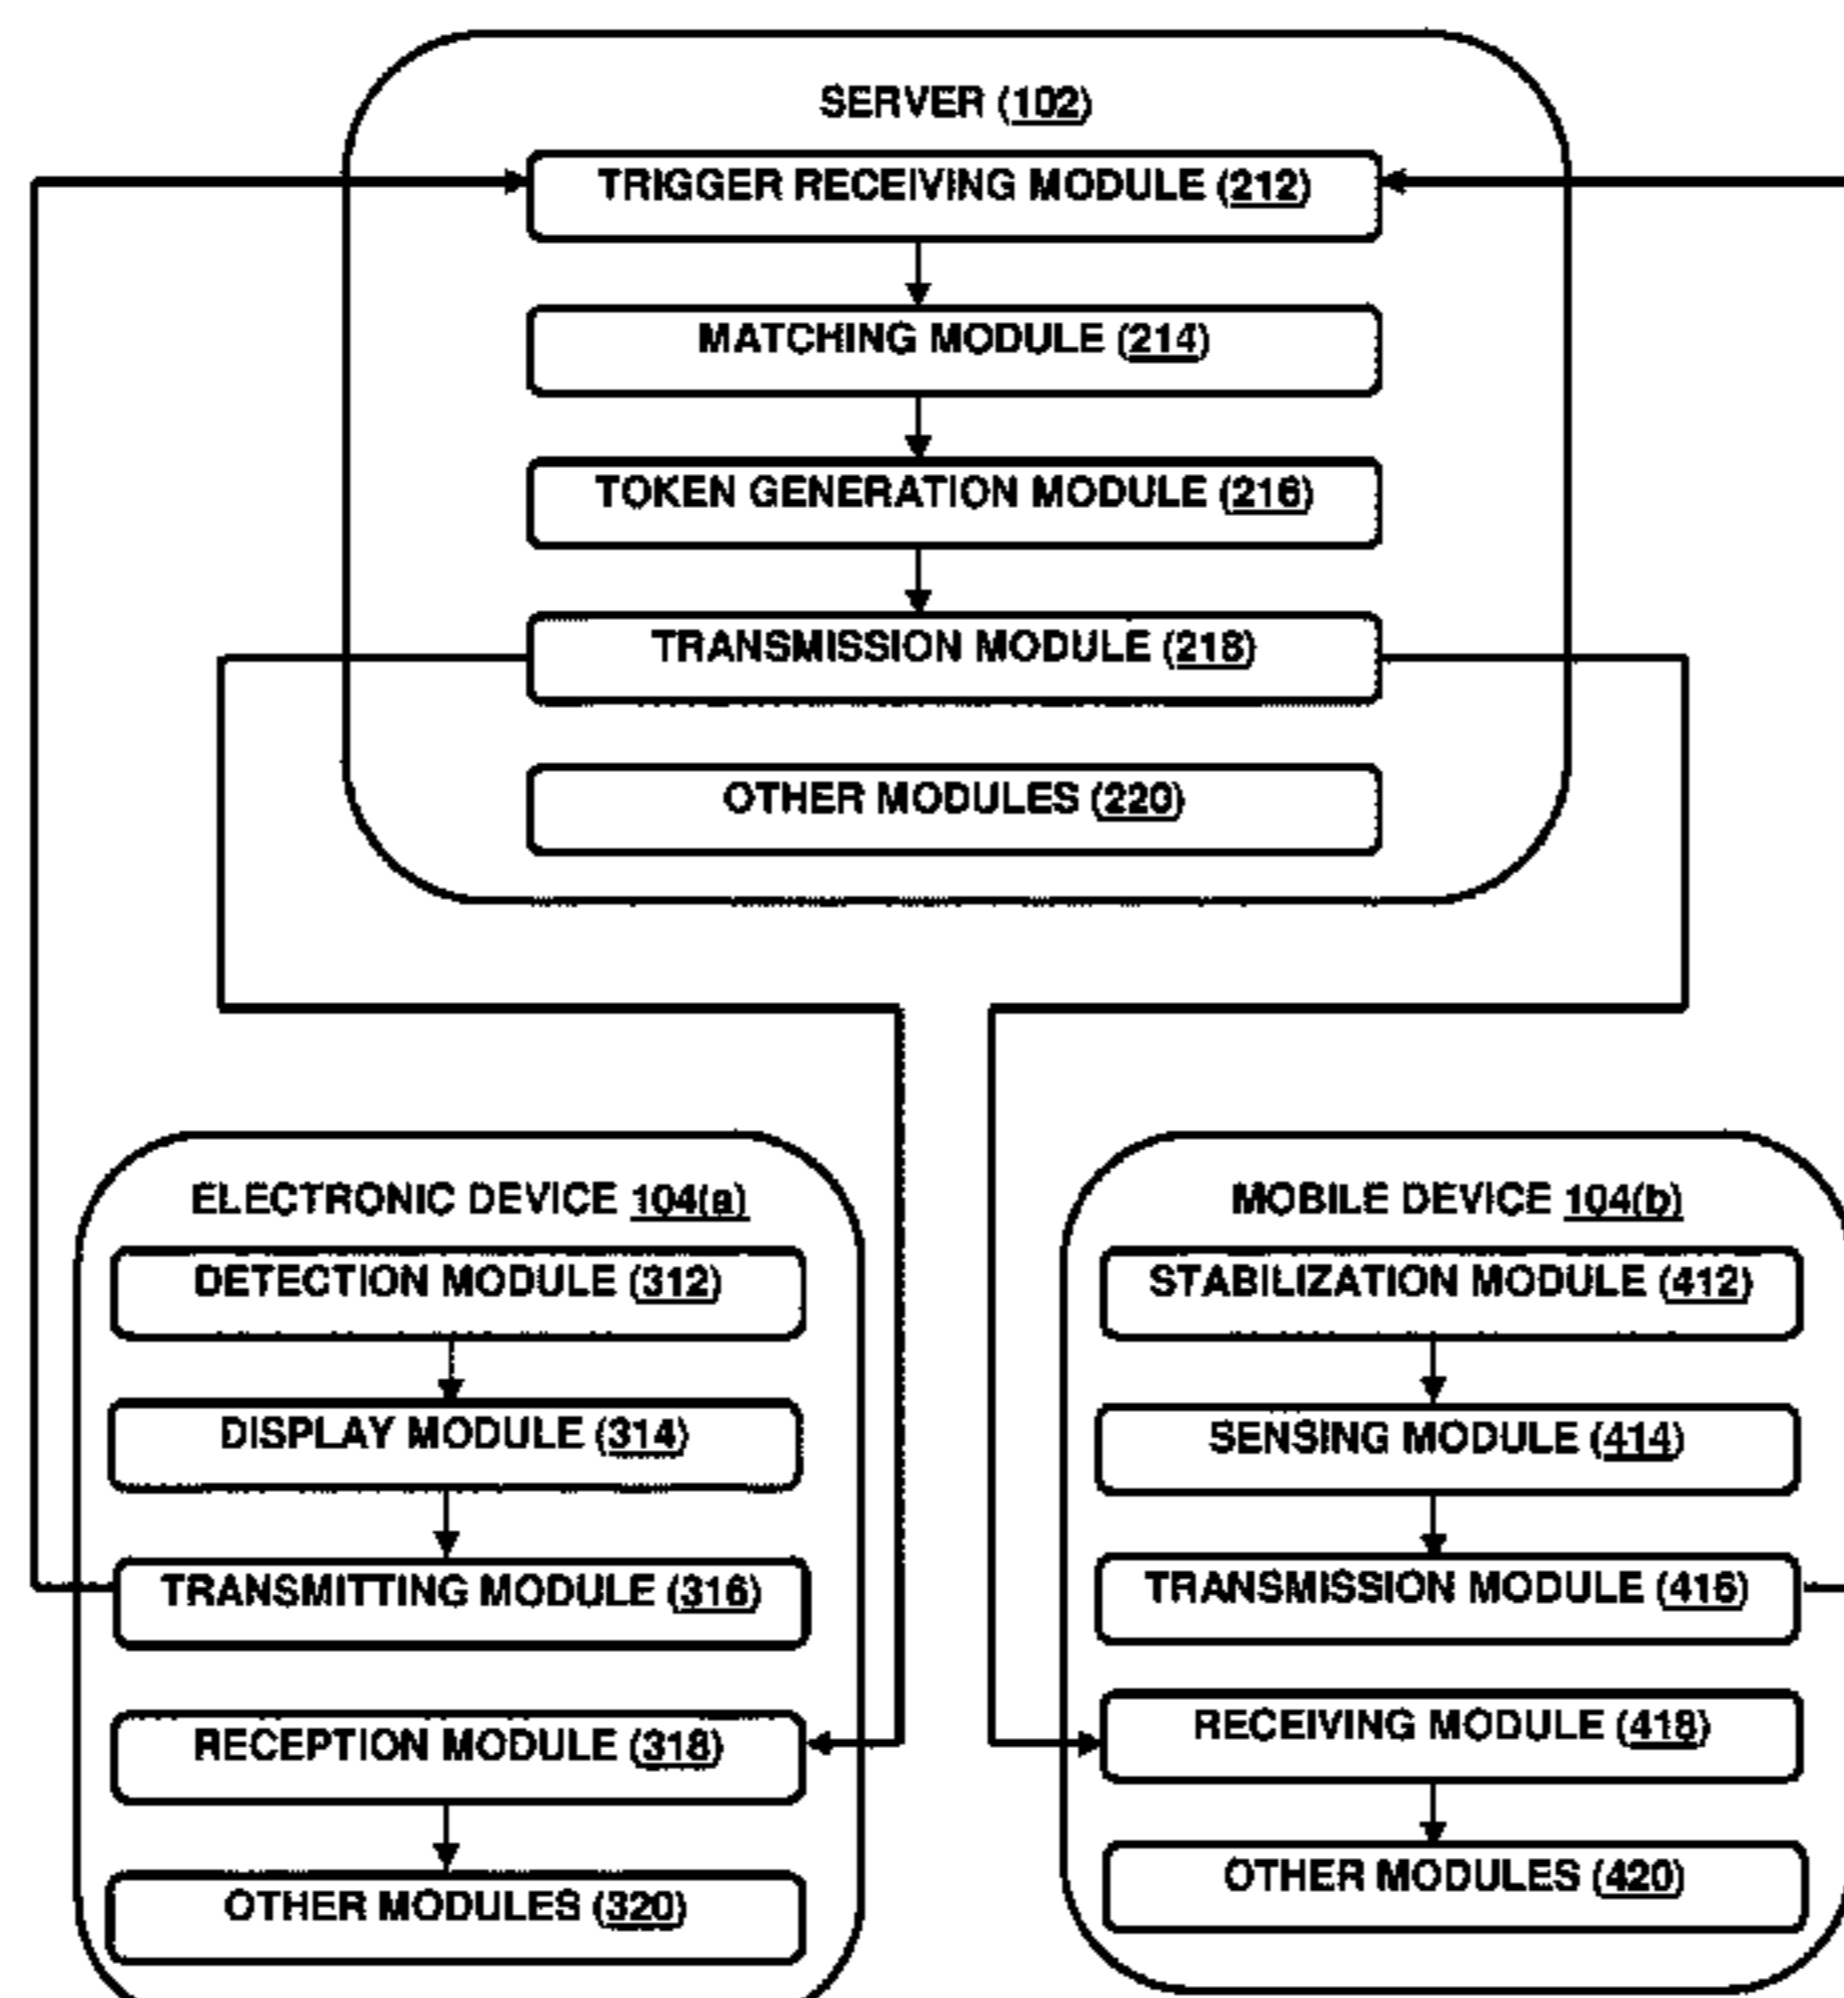 SERVER (102)
TRIGGER RECEIVING MODULE (212)
MATCHING MODULE (214)
TOKEN GENERATION MODULE (216)
TRANSMISSION MODULE (218)
OTHER MODULES (220)
ELECTRONIC DEVICE 104(a)
DETECTION MODULE (312)
DISPLAY MODULE (314)
TRANSMITTING MODULE (316)
RECEPTION MODULE (318)
OTHER MODULES (320)
MOBILE DEVICE 104(b)
STABILIZATION MODULE (412)
SENSING MODULE (414)
TRANSMISSION MODULE (416)
RECEIVING MODULE (418)
OTHER MODULES (420)